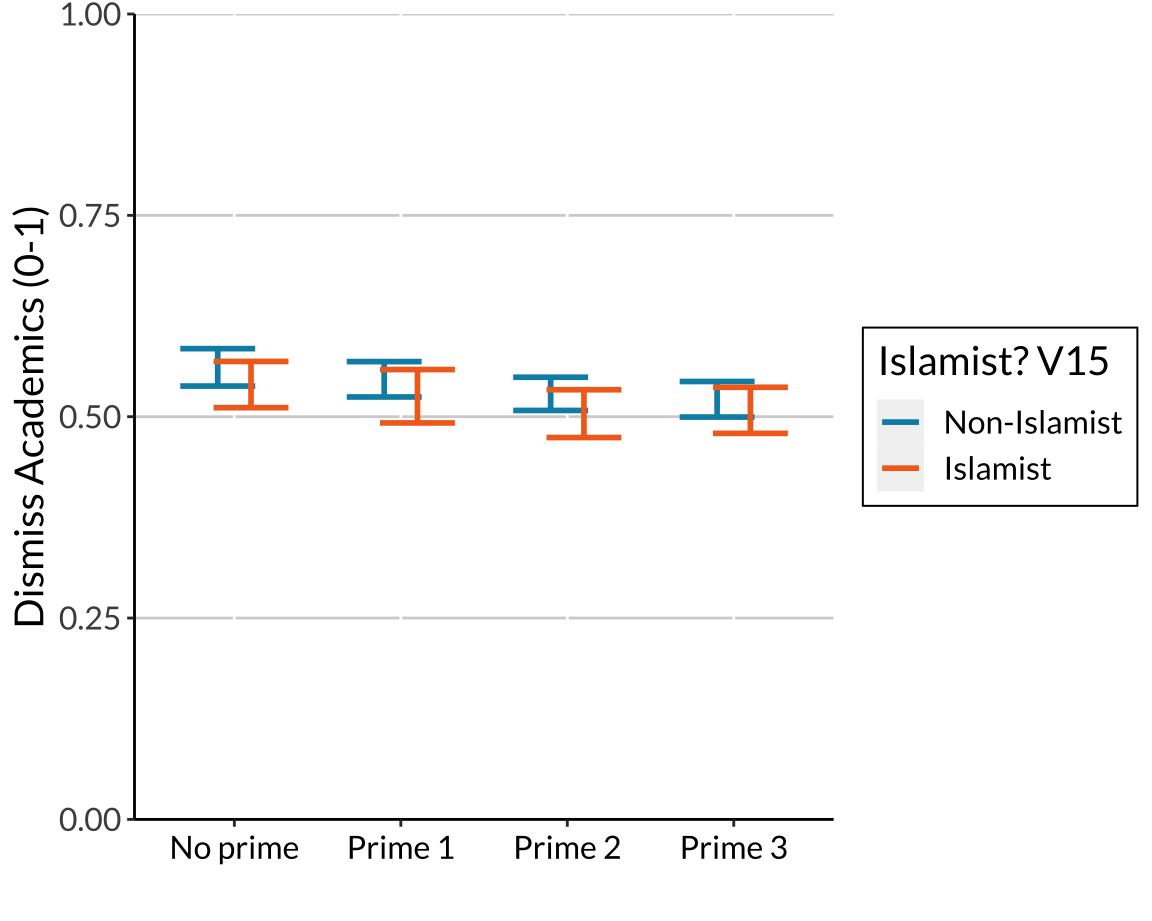 1.00
0.75
0.50
0.25
0.00
Dismiss Academics (0-1)
No prime
Prime 1
Prime 2
Prime 3
Islamist? V15
Non-Islamist
Islamist